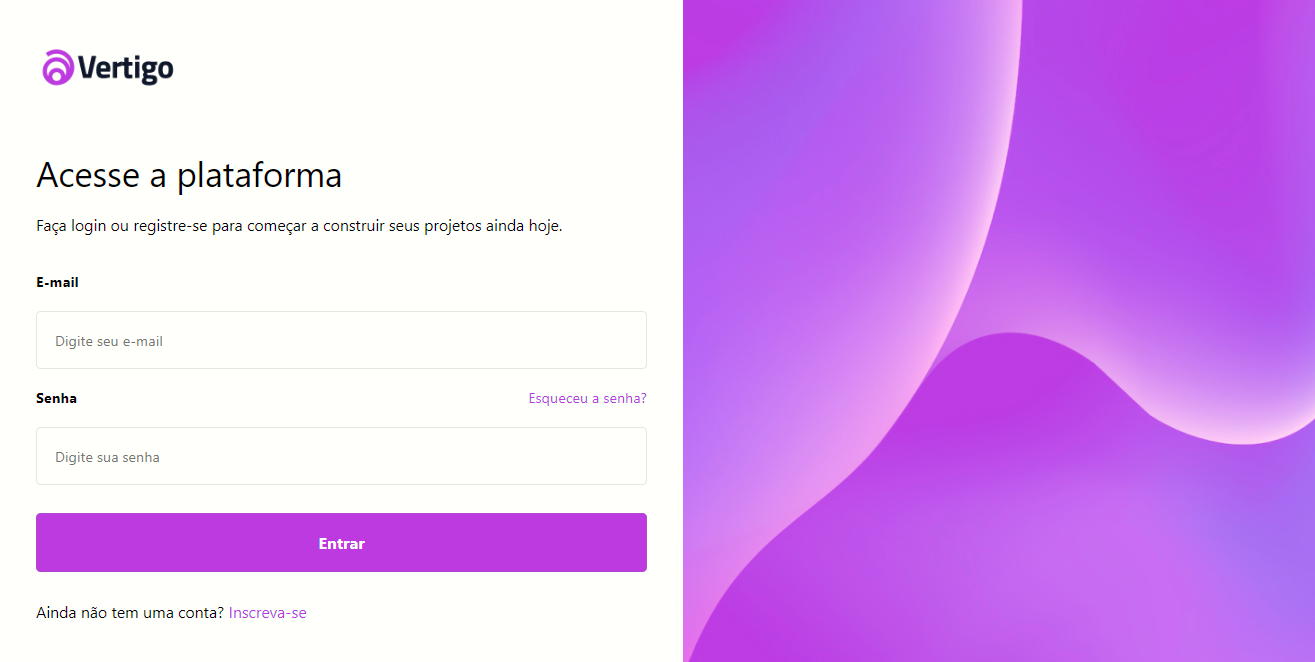 Vertigo
Acesse a plataforma
Faça login ou registre-se para começar a construir seus projetos ainda hoje.
E-mail
Digite seu e-mail
Senha
Esqueceu a senha?
Digite sua senha
Entrar
Ainda não tem uma conta? Inscreva-se